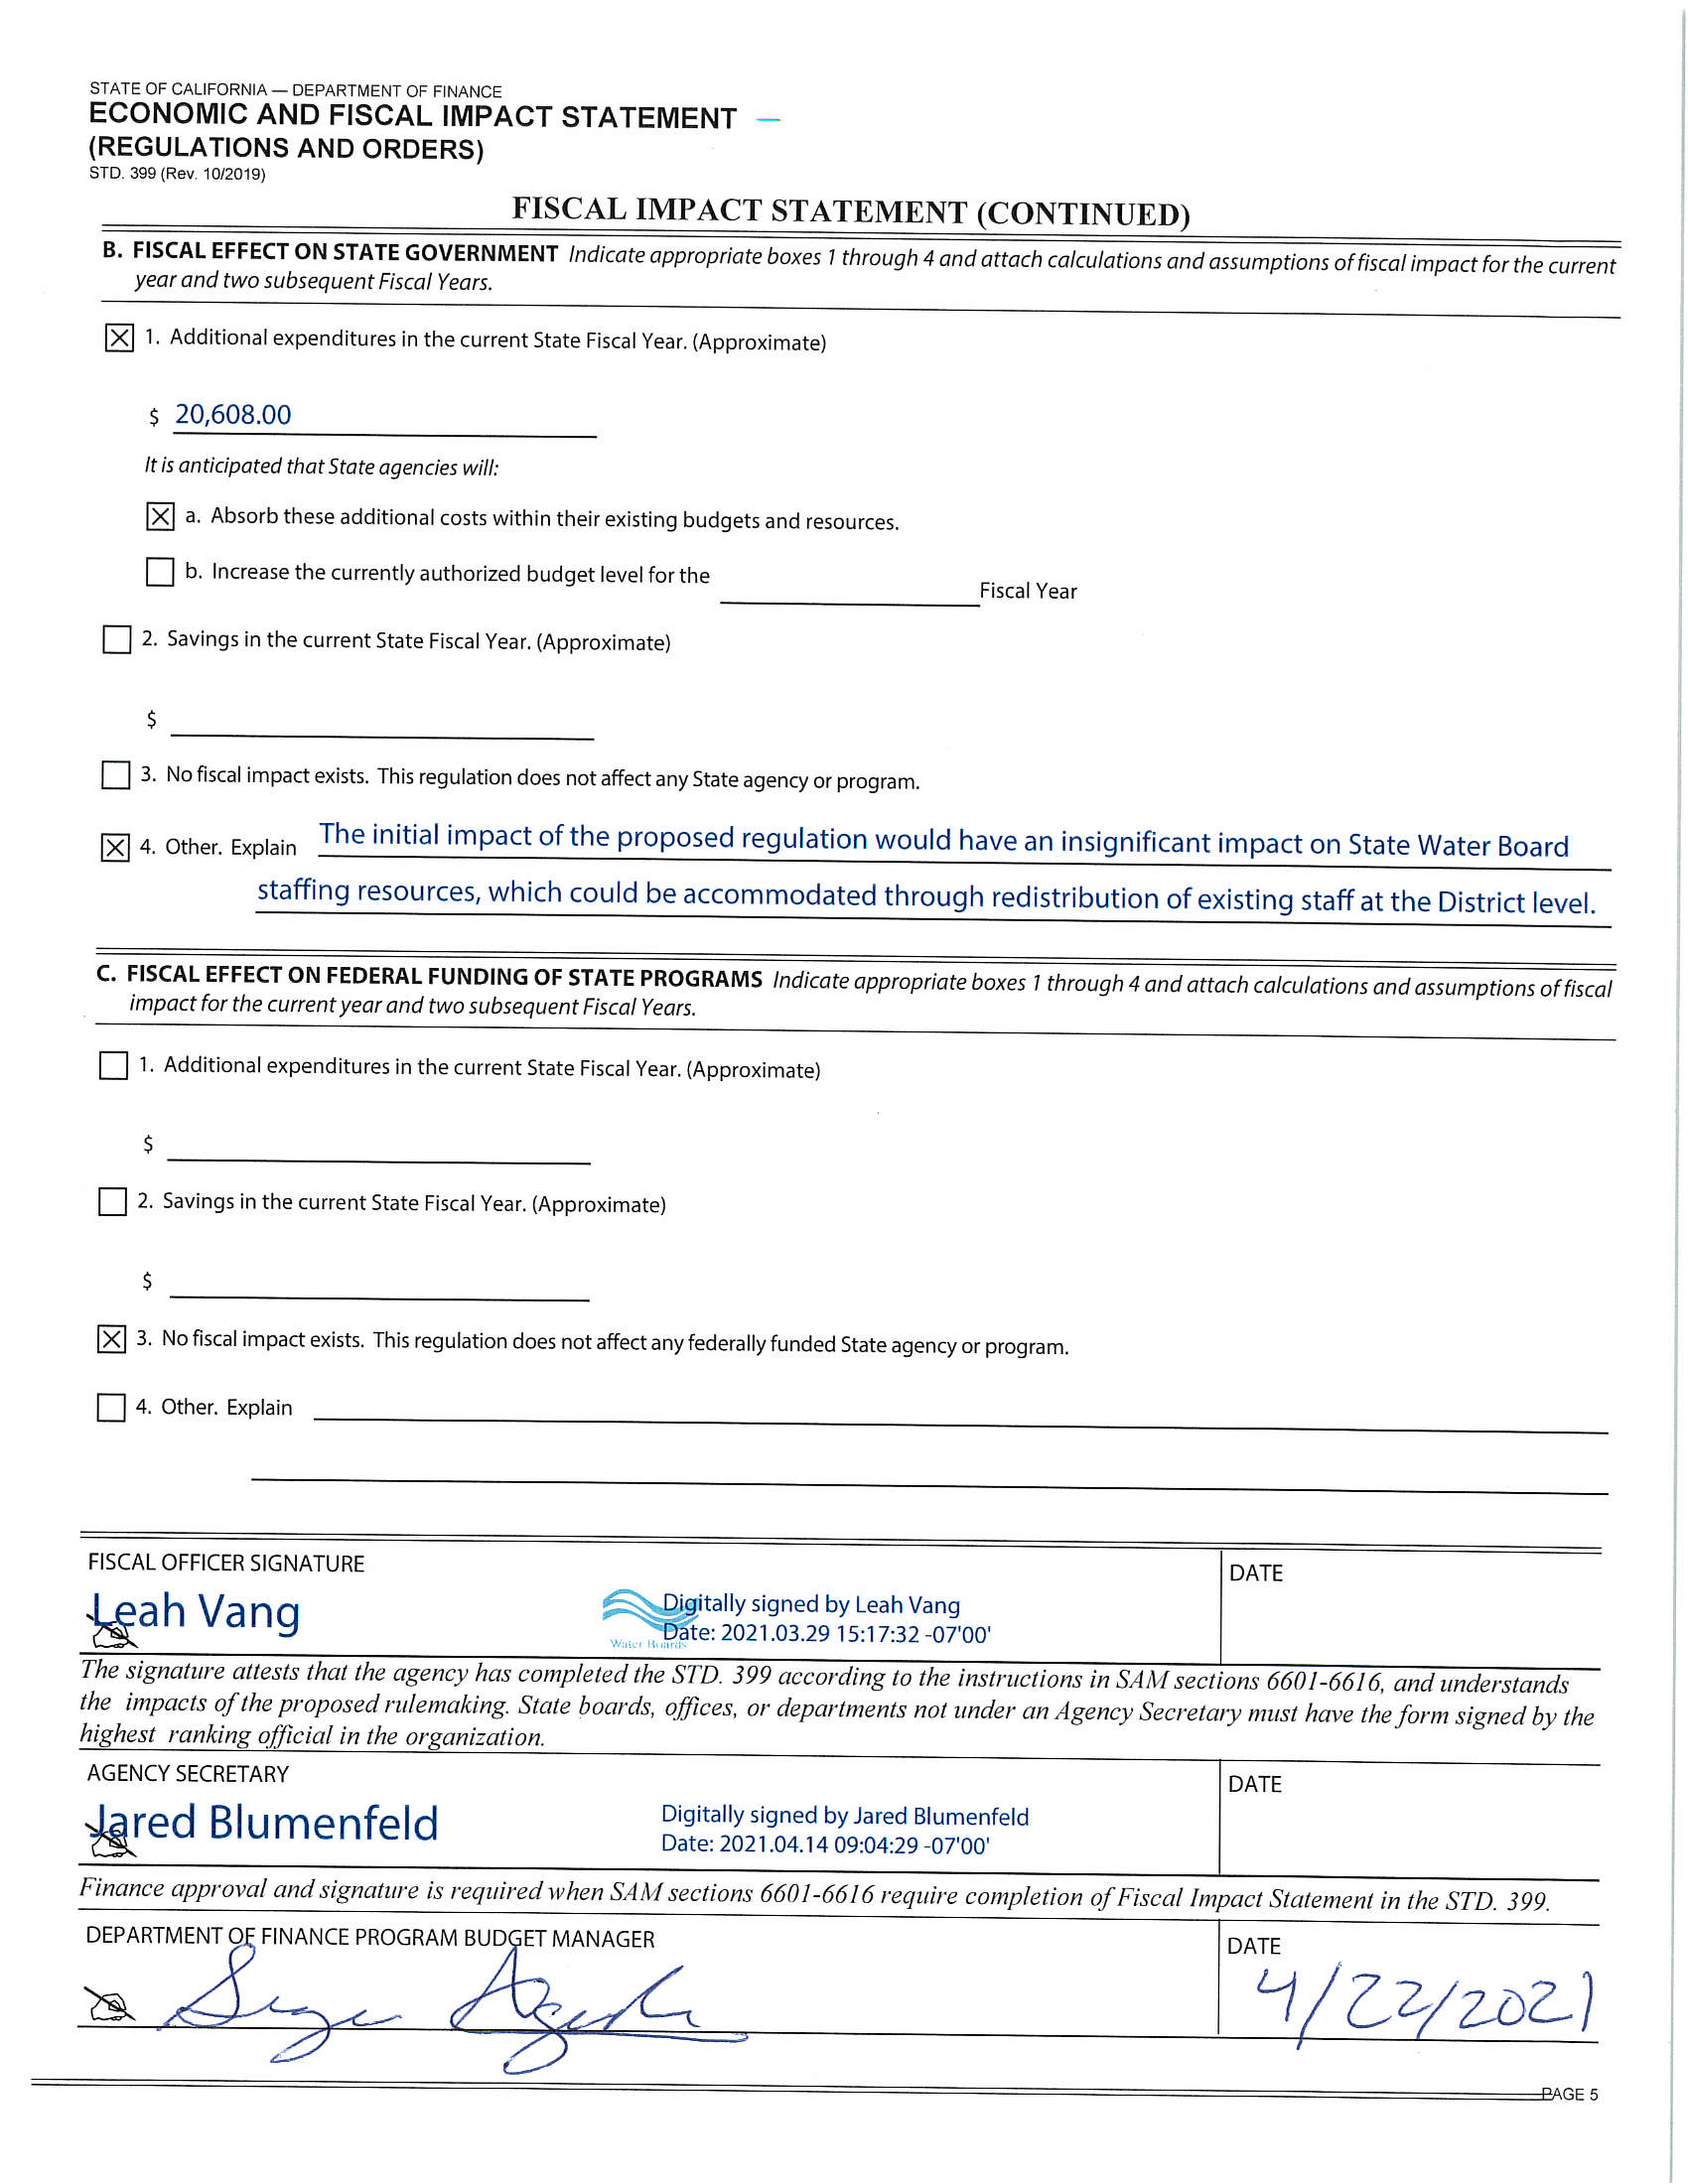 STATE OF CALIFORNIA — DEPARTMENT OF FINANCE
ECONOMIC AND FISCAL IMPACT STATEMENT —
(REGULATIONS AND ORDERS)
STD. 399 (Rev. 10/2019)
FISCAL IMPACT STATEMENT (CONTINUED)
B. FISCAL EFFECT ON STATE GOVERNMENT Indicate appropriate boxes 1 through 4 and attach calculations and assumptions of fiscal impact for the current
year and two subsequent Fiscal Years.
1. Additional expenditures in the current State Fiscal Year. (Approximate)
$ 20,608.00
It is anticipated that State agencies will:
a. Absorb these additional costs within their existing budgets and resources.
b. Increase the currently authorized budget level for the Fiscal Year
2. Savings in the current State Fiscal Year. (Approximate)
$
3. No fiscal impact exists. This regulation does not affect any State agency or program.
4. Other. Explain The initial impact of the proposed regulation would have an insignificant impact on State Water Board
staffing resources, which could be accommodated through redistribution of existing staff at the District level.
C. FISCAL EFFECT ON FEDERAL FUNDING OF STATE PROGRAMS Indicate appropriate boxes 1 through 4 and attach calculations and assumptions of fiscal
impact for the current year and two subsequent Fiscal Years.
1. Additional expenditures in the current State Fiscal Year. (Approximate)
$
2. Savings in the current State Fiscal Year. (Approximate)
$
3. No fiscal impact exists. This regulation does not affect any federally funded State agency or program.
4. Other. Explain
FISCAL OFFICER SIGNATURE DATE
Leah Vang Digitally signed by Leah Vang
Water Boards Date: 2021.03.29 15:17:32 -07'00'
The signature attests that the agency has completed the STD. 399 according to the instructions in SAM sections 6601-6616, and understands
the impacts of the proposed rulemaking. State boards, offices, or departments not under an Agency Secretary must have the form signed by the
highest ranking official in the organization.
AGENCY SECRETARY DATE
Jared Blumenfeld Digitally signed by Jared Blumenfeld
Date: 2021.04.14 09:04:29 -07'00'
Finance approval and signature is required when SAM sections 6601-6616 require completion of Fiscal Impact Statement in the STD. 399.
DEPARTMENT OF FINANCE PROGRAM BUDGET MANAGER DATE
4/22/2021
PAGE 5